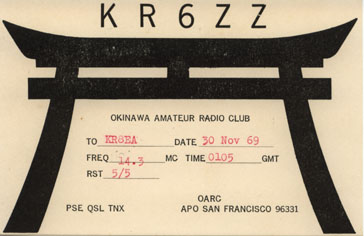 KR6ZZ
OKINAWA AMATEUR RADIO CLUB
TO KR8EA DATE 30 Nov 69
FREQ 14.3 MC TIME 0105 GMT
RST 5/5
OARC
PSE QSL TNX APO SAN FRANCISCO 96331